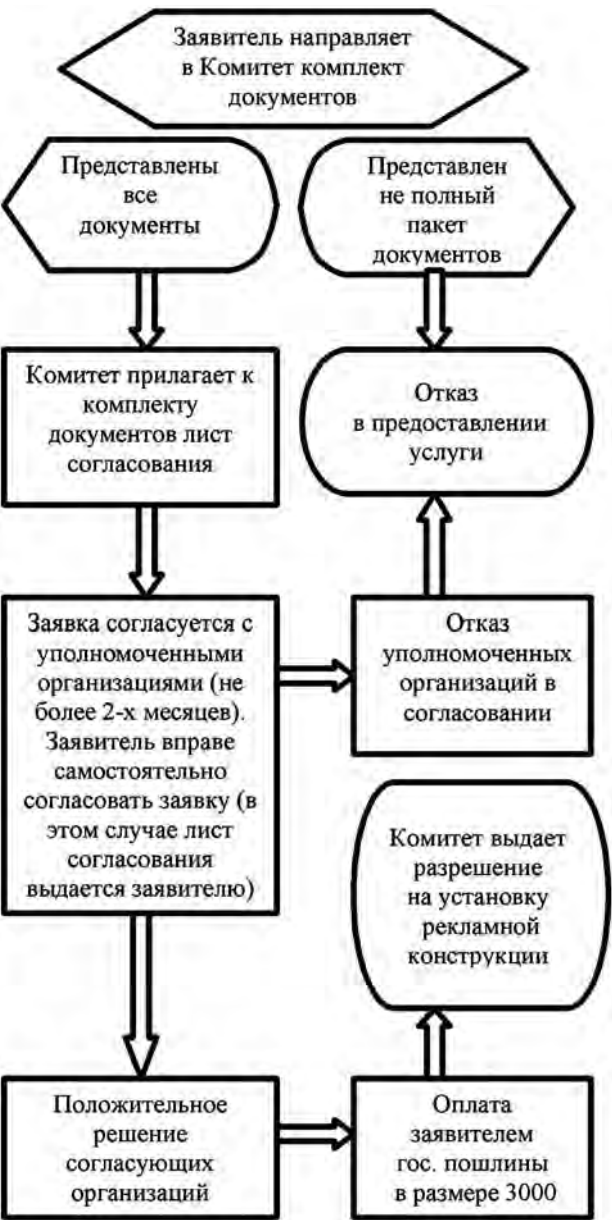 Заявитель направляет
в Комитет комплект
документов
Представлены
все
документы
Представлен
не полный
пакет
документов
Комитет прилагает к
комплекту
документов лист
согласования
Отказ
в предоставлении
услуги
Заявка согласуется с
уполномоченными
организациями (не
более 2-х месяцев).
Заявитель вправе
самостоятельно
согласовать заявку (в
этом случае лист
согласования
выдается заявителю)
Отказ
уполномоченных
организаций в
согласовании
Комитет выдает
разрешение
на установку
рекламной
конструкции
Положительное
решение
согласующих
организаций
Оплата
заявителем
гос. пошлины
в размере 3000